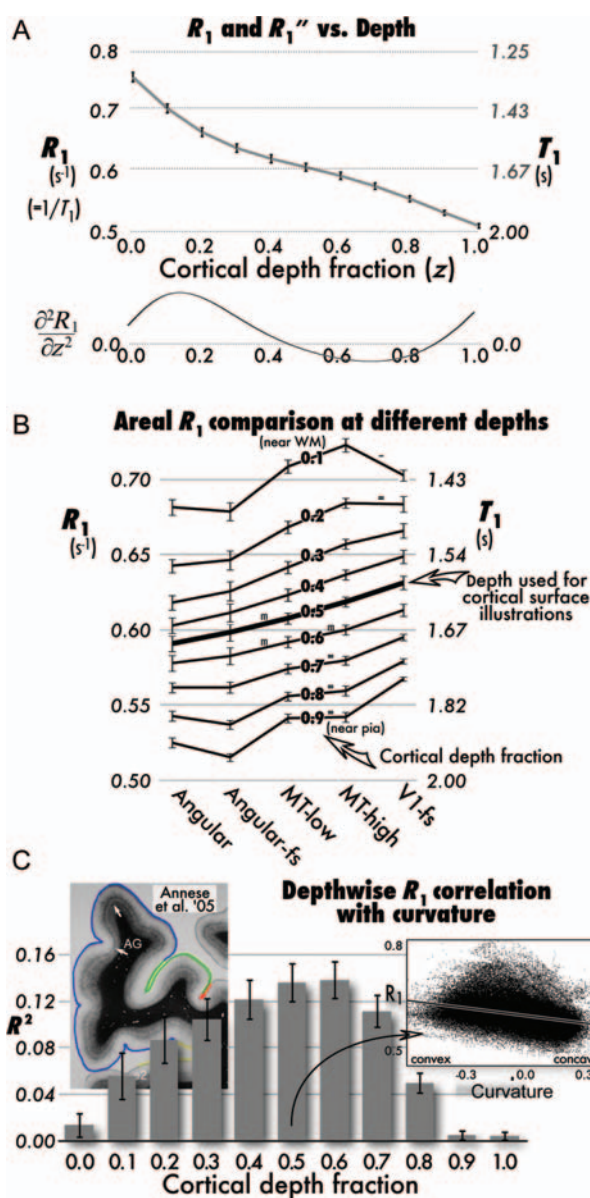 A
R₁ and R₁″ vs. Depth
0.8
1.25
0.7
1.43
R₁
(s⁻¹)
(=1/T₁)
T₁
(s)
0.6
1.67
0.5
2.00
0.0 0.2 0.4 0.5 0.6 0.8 1.0
Cortical depth fraction (z)
∂²R₁
∂z²
0.0
0.0
0.0 0.2 0.4 0.5 0.6 0.8 1.0
B
Areal R₁ comparison at different depths
(near WM)
0.1
-
0.70
1.43
R₁
(s⁻¹)
T₁
(s)
0.2
=
0.65
1.54
0.3
0.4
Depth used for
cortical surface
illustrations
0.5
m
0.60
m
0.6
m
1.67
0.7
=
0.8
=
0.55
1.82
0.9
=
(near pia)
Cortical depth fraction
0.50
2.00
Angular
Angular-fs
MT-low
MT-high
V1-fs
C
Annese
et al. '05
AG
Depthwise R₁ correlation
with curvature
0.16
0.12
R²
0.08
0.04
0.00
0.8
R1
0.5
convex
concav
-0.3 0.0 0.3
Curvature
0.0 0.1 0.2 0.3 0.4 0.5 0.6 0.7 0.8 0.9 1.0
Cortical depth fraction